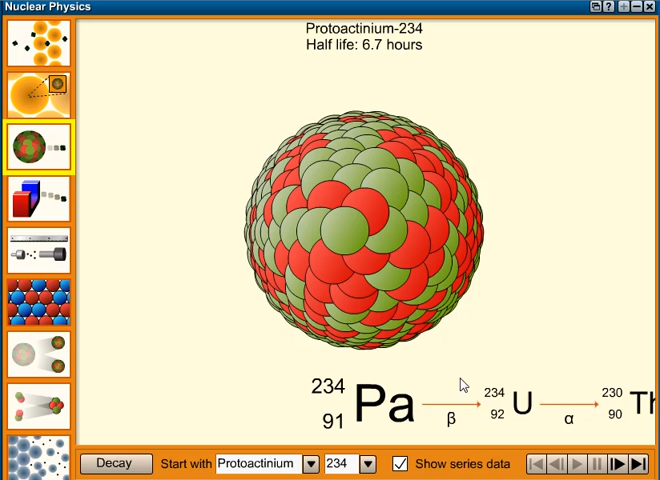 Nuclear Physics
Protoactinium-234
Half life: 6.7 hours
234
91
Pa
β
234
92
U
α
230
90
Th
Decay
Start with
Protoactinium
234
Show series data